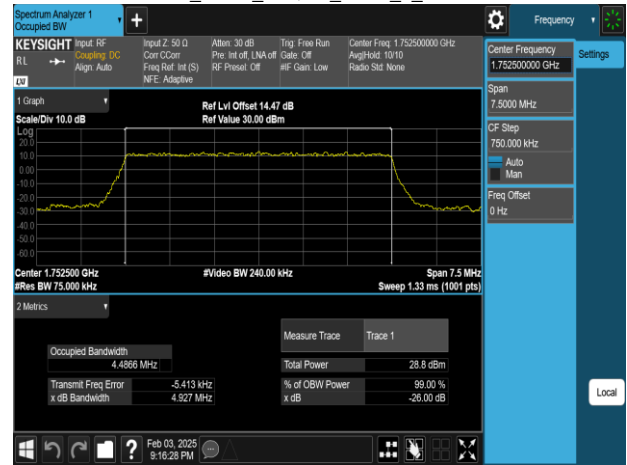 Spectrum Analyzer 1
Occupied BW
Frequency
KEYSIGHT
RL
LXI
Input: RF
Coupling: DC
Align: Auto
Input Z: 50 Ω
Corr CCorr
Freq Ref: Int (S)
NFE: Adaptive
Atten: 30 dB
Pre: Int off, LNA off
RF Presel: Off
Trig: Free Run
Gate: Off
#IF Gain: Low
Center Freq: 1.752500000 GHz
Avg|Hold: 10/10
Radio Std: None
Center Frequency
1.752500000 GHz
Settings
Span
7.5000 MHz
CF Step
750.000 kHz
Auto
Man
Freq Offset
0 Hz
Local
1 Graph
Scale/Div 10.0 dB
Ref Lvl Offset 14.47 dB
Ref Value 30.00 dBm
Log
20.0
10.0
0.00
-10.0
-20.0
-30.0
-40.0
-50.0
-60.0
Center 1.752500 GHz
#Video BW 240.00 kHz
Span 7.5 MHz
#Res BW 75.000 kHz
Sweep 1.33 ms (1001 pts)
2 Metrics
Measure Trace Trace 1
Occupied Bandwidth
4.4866 MHz
Total Power 28.8 dBm
Transmit Freq Error -5.413 kHz
% of OBW Power 99.00 %
x dB Bandwidth 4.927 MHz
x dB -26.00 dB
Feb 03, 2025
9:16:28 PM